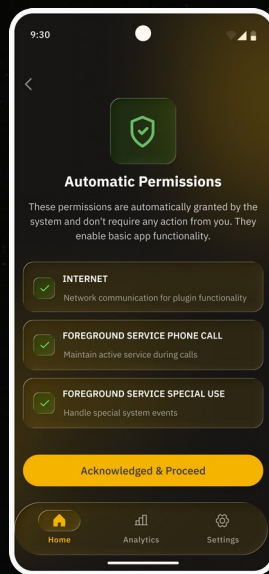 9:30
Automatic Permissions
These permissions are automatically granted by the
system and don't require any action from you. They
enable basic app functionality.
INTERNET
Network communication for plugin functionality
FOREGROUND SERVICE PHONE CALL
Maintain active service during calls
FOREGROUND SERVICE SPECIAL USE
Handle special system events
Acknowledged & Proceed
Home Analytics Settings